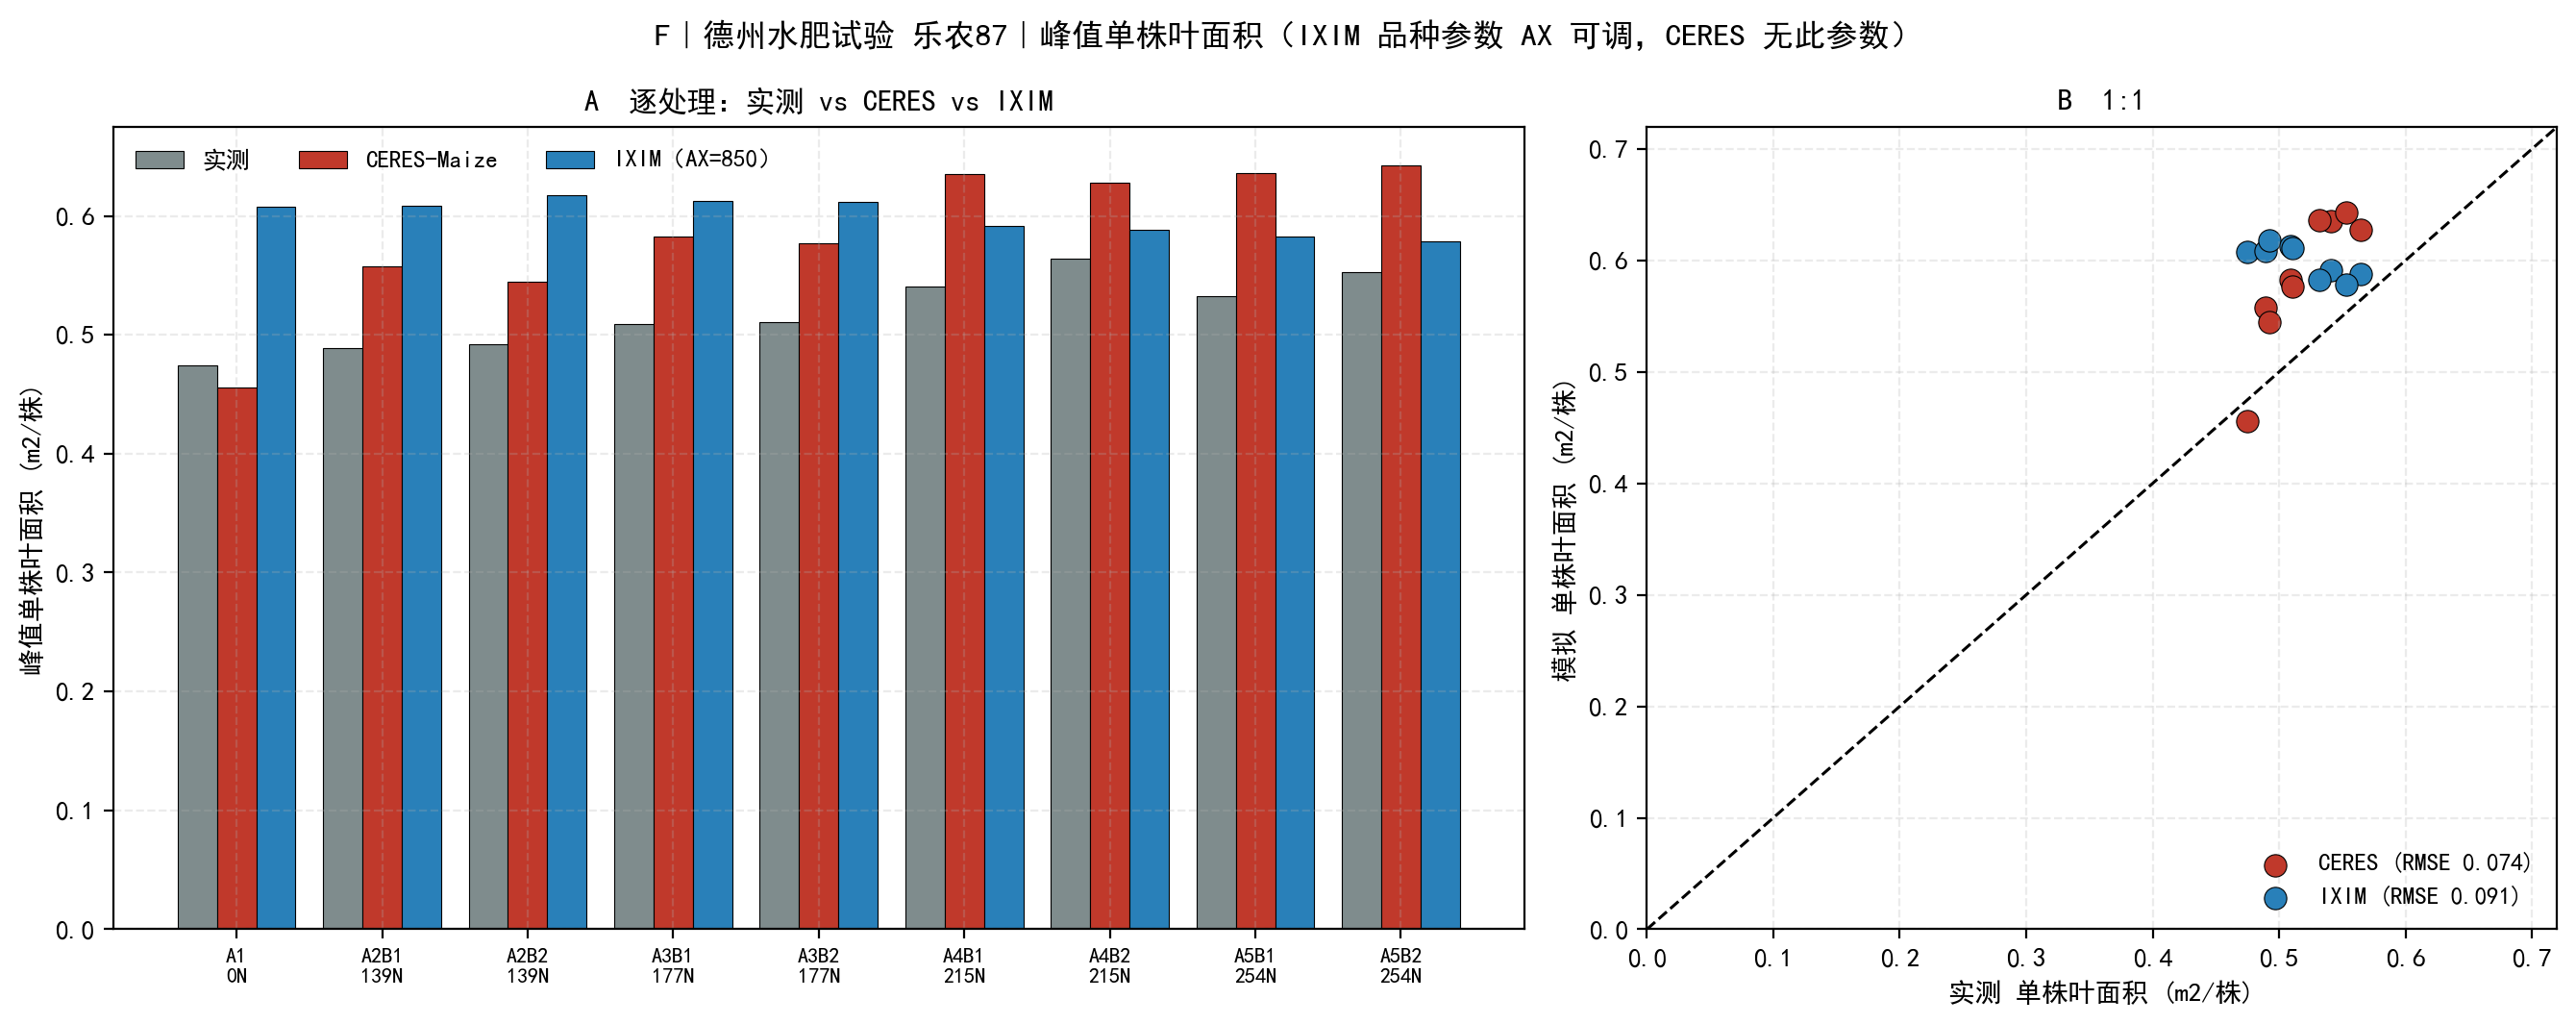 F｜德州水肥试验 乐农87｜峰值单株叶面积（IXIM 品种参数 AX 可调，CERES 无此参数）
A 逐处理：实测 vs CERES vs IXIM
实测
CERES-Maize
IXIM（AX=850）
峰值单株叶面积 (m2/株)
0.6
0.5
0.4
0.3
0.2
0.1
0.0
A1 A2B1 A2B2 A3B1 A3B2 A4B1 A4B2 A5B1 A5B2
0N 139N 139N 177N 177N 215N 215N 254N 254N
B 1:1
模拟 单株叶面积 (m2/株)
0.7
0.6
0.5
0.4
0.3
0.2
0.1
0.0
CERES (RMSE 0.074)
IXIM (RMSE 0.091)
0.0 0.1 0.2 0.3 0.4 0.5 0.6 0.7
实测 单株叶面积 (m2/株)